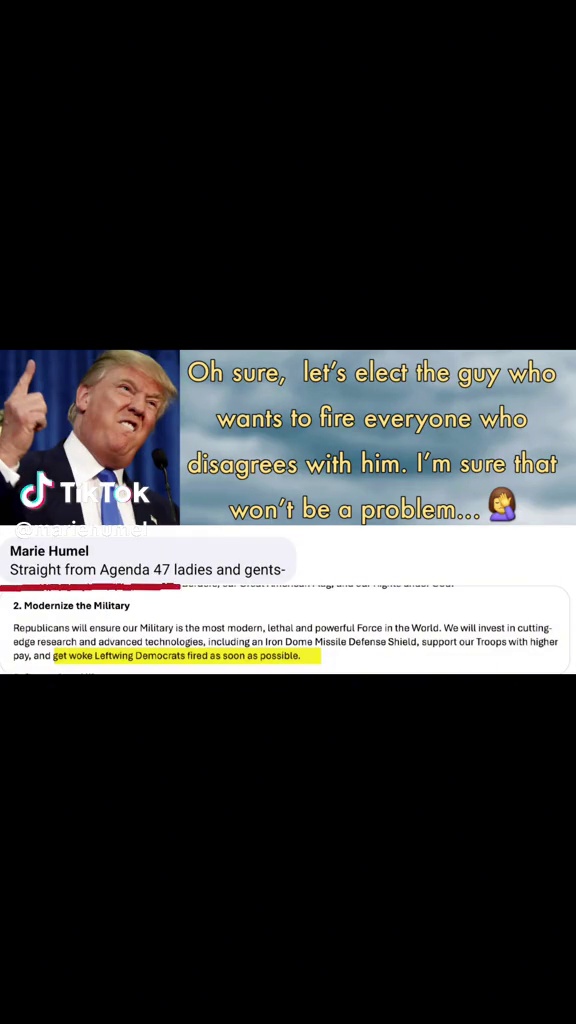 Oh sure, let's elect the guy who
wants to fire everyone who
disagrees with him. I'm sure that
won't be a problem... 🤦‍♀️
TikTok
@mariehumel
Marie Humel
Straight from Agenda 47 ladies and gents-
2. Modernize the Military
Republicans will ensure our Military is the most modern, lethal and powerful Force in the World. We will invest in cutting-
edge research and advanced technologies, including an Iron Dome Missile Defense Shield, support our Troops with higher
pay, and get woke Leftwing Democrats fired as soon as possible.